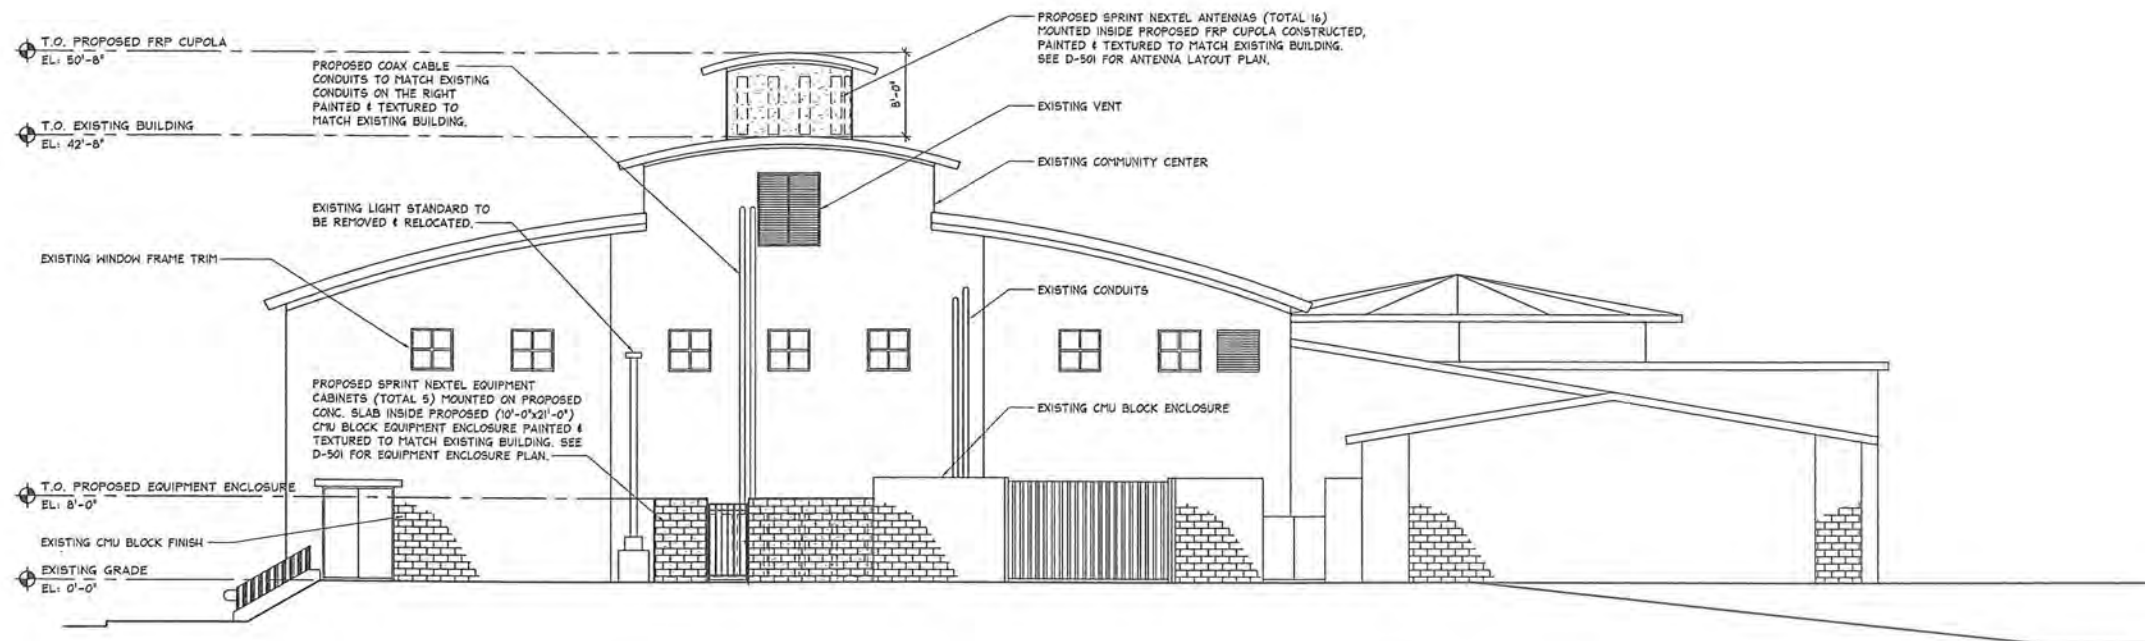 T.O. PROPOSED FRP CUPOLA
EL: 50'-8"
T.O. EXISTING BUILDING
EL: 42'-8"
PROPOSED COAX CABLE
CONDUITS TO MATCH EXISTING
CONDUITS ON THE RIGHT
PAINTED & TEXTURED TO
MATCH EXISTING BUILDING.
PROPOSED SPRINT NEXTEL ANTENNAS (TOTAL 16)
MOUNTED INSIDE PROPOSED FRP CUPOLA CONSTRUCTED,
PAINTED & TEXTURED TO MATCH EXISTING BUILDING.
SEE D-501 FOR ANTENNA LAYOUT PLAN.
8'-0"
EXISTING VENT
EXISTING COMMUNITY CENTER
EXISTING LIGHT STANDARD TO
BE REMOVED & RELOCATED.
EXISTING WINDOW FRAME TRIM
EXISTING CONDUITS
PROPOSED SPRINT NEXTEL EQUIPMENT
CABINETS (TOTAL 5) MOUNTED ON PROPOSED
CONC. SLAB INSIDE PROPOSED (10'-0"x21'-0")
CMU BLOCK EQUIPMENT ENCLOSURE PAINTED &
TEXTURED TO MATCH EXISTING BUILDING. SEE
D-501 FOR EQUIPMENT ENCLOSURE PLAN.
EXISTING CMU BLOCK ENCLOSURE
T.O. PROPOSED EQUIPMENT ENCLOSURE
EL: 8'-0"
EXISTING CMU BLOCK FINISH
EXISTING GRADE
EL: 0'-0"